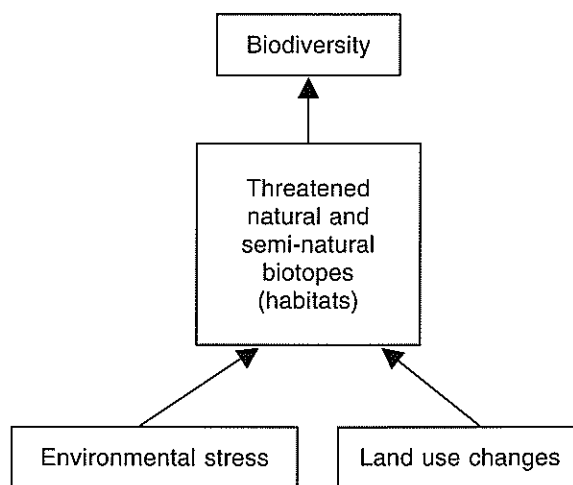 Biodiversity
Threatened
natural and
semi-natural
biotopes
(habitats)
Environmental stress
Land use changes